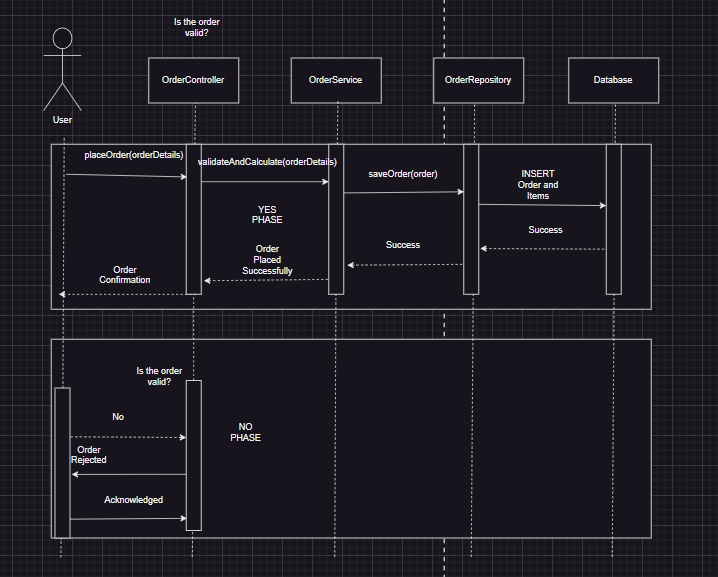 Is the order
valid?
OrderController
OrderService
OrderRepository
Database
User
placeOrder(orderDetails)
validateAndCalculate(orderDetails)
saveOrder(order)
INSERT
Order and
Items
YES
PHASE
Success
Success
Order
Placed
Successfully
Order
Confirmation
Is the order
valid?
No
NO
PHASE
Order
Rejected
Acknowledged